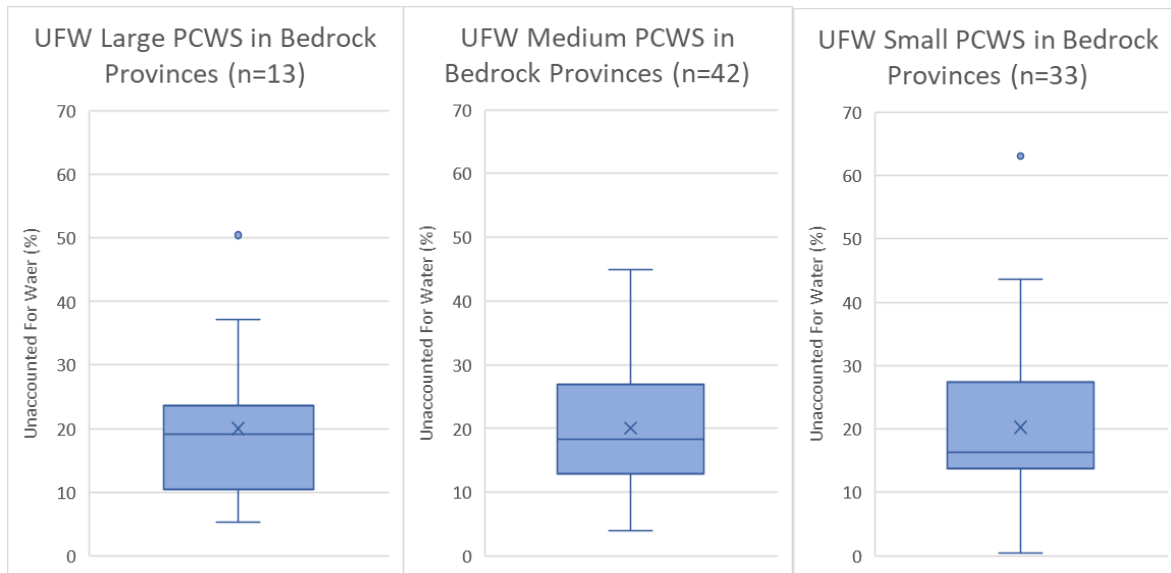 UFW Large PCWS in Bedrock
Provinces (n=13)
70
60
50
40
30
20
10
0
Unaccounted For Waer (%)
UFW Medium PCWS in
Bedrock Provinces (n=42)
70
60
50
40
30
20
10
0
Unaccounted For Water (%)
UFW Small PCWS in Bedrock
Provinces (n=33)
70
60
50
40
30
20
10
0
Unaccounted For Water (%)